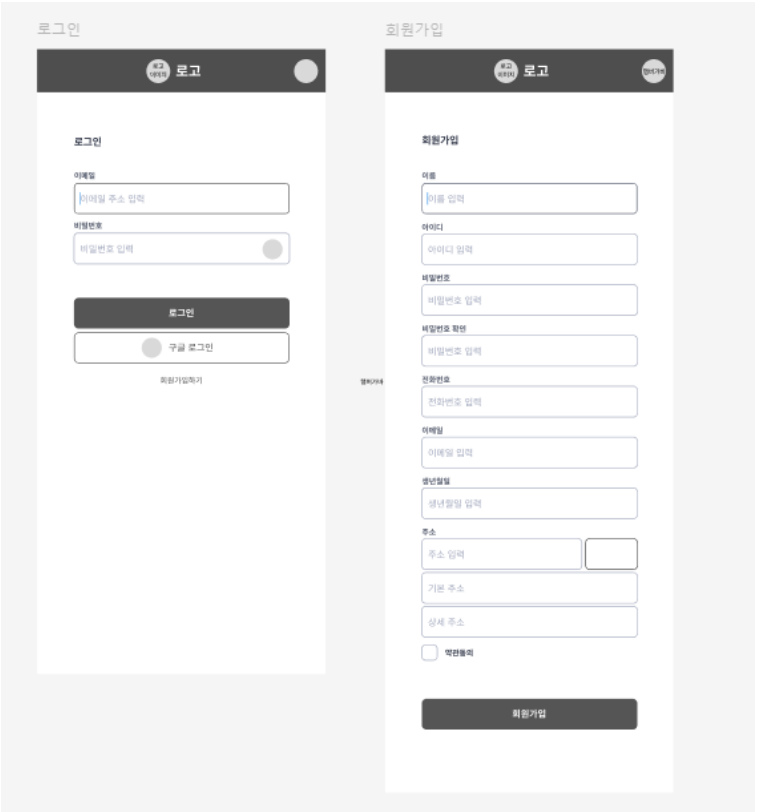 로그인
로고
이미지
로고
로그인
이메일
이메일 주소 입력
비밀번호
비밀번호 입력
로그인
구글 로그인
회원가입하기
회원가입
로고
이미지
로고
햄버거바
회원가입
이름
이름 입력
아이디
아이디 입력
비밀번호
비밀번호 입력
비밀번호 확인
비밀번호 입력
전화번호
전화번호 입력
이메일
이메일 입력
생년월일
생년월일 입력
주소
주소 입력
기본 주소
상세 주소
약관동의
회원가입